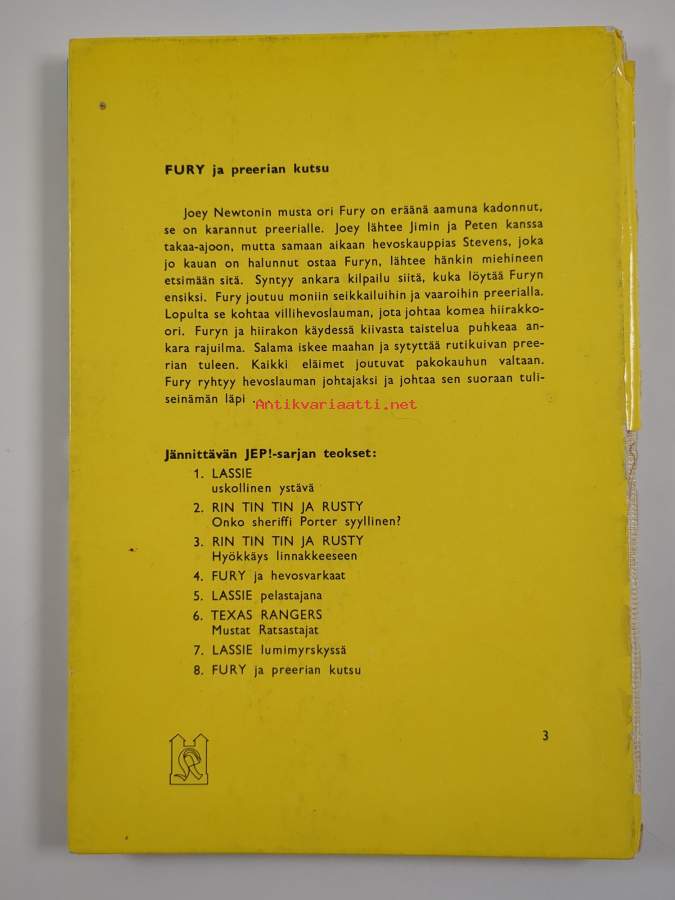 FURY ja preerian kutsu
Joey Newtonin musta ori Fury on eräänä aamuna kadonnut,
se on karannut preerialle. Joey lähtee Jimin ja Peten kanssa
takaa-ajoon, mutta samaan aikaan hevoskauppias Stevens, joka
jo kauan on halunnut ostaa Furyn, lähtee hänkin miehineen
etsimään sitä. Syntyy ankara kilpailu siitä, kuka löytää Furyn
ensiksi. Fury joutuu moniin seikkailuihin ja vaaroihin preerialla.
Lopulta se kohtaa villihevoslauman, jota johtaa komea hiirakko-
ori. Furyn ja hiirakon käydessä kiivasta taistelua puhkeaa an-
kara rajuilma. Salama iskee maahan ja sytyttää rutikuivan pree-
rian tuleen. Kaikki eläimet joutuvat pakokauhun valtaan.
Fury ryhtyy hevoslauman johtajaksi ja johtaa sen suoraan tuli-
seinämän läpi . . .
Antikvariaatti.net
Jännittävän JEP!-sarjan teokset:
1. LASSIE
uskollinen ystävä
2. RIN TIN TIN JA RUSTY
Onko sheriffi Porter syyllinen?
3. RIN TIN TIN JA RUSTY
Hyökkäys linnakkeeseen
4. FURY ja hevosvarkaat
5. LASSIE pelastajana
6. TEXAS RANGERS
Mustat Ratsastajat
7. LASSIE lumimyrskyssä
8. FURY ja preerian kutsu
3